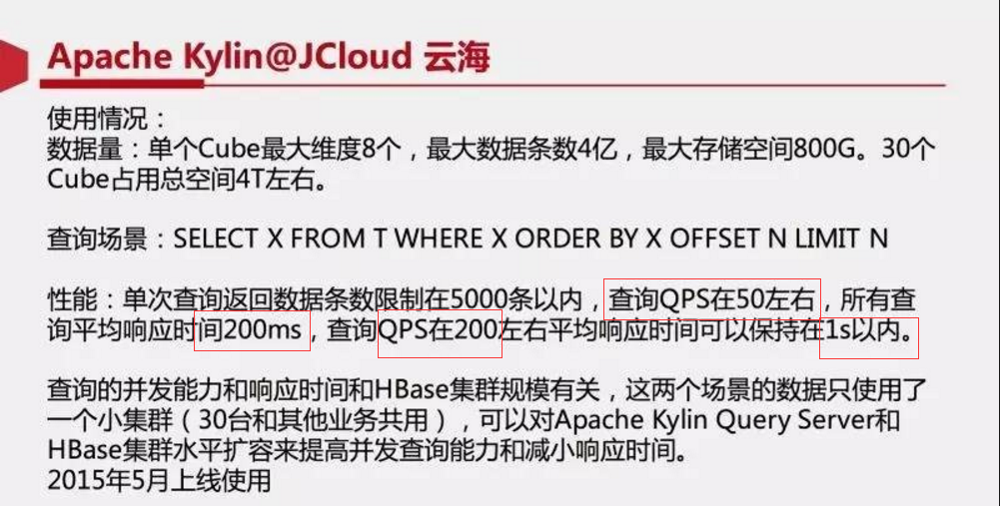 Apache Kylin@JCloud 云海
使用情况：
数据量：单个Cube最大维度8个，最大数据条数4亿，最大存储空间800G。30个
Cube占用总空间4T左右。
查询场景：SELECT X FROM T WHERE X ORDER BY X OFFSET N LIMIT N
性能：单次查询返回数据条数限制在5000条以内，查询QPS在50左右，所有查
询平均响应时间200ms，查询QPS在200左右平均响应时间可以保持在1s以内。
查询的并发能力和响应时间和HBase集群规模有关，这两个场景的数据只使用了
一个小集群（30台和其他业务共用），可以对Apache Kylin Query Server和
HBase集群水平扩容来提高并发查询能力和减小响应时间。
2015年5月上线使用